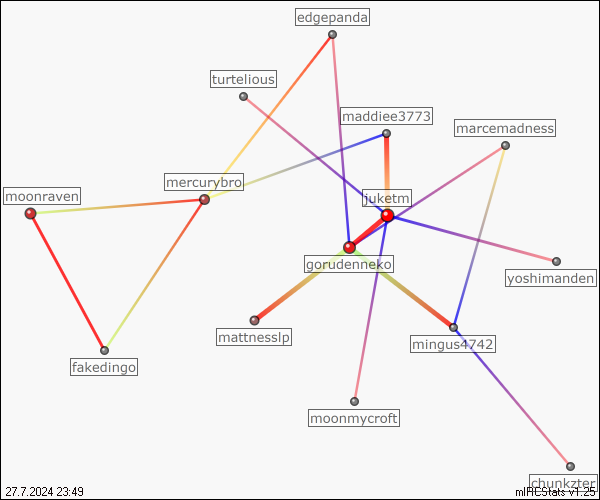 edgepanda
turtelious
maddiee3773
marcemadness
mercurybro
moonraven
juketm
gorudenneko
yoshimanden
mattnesslp
mingus4742
fakedingo
moonmycroft
chunkzter
27.7.2024 23:49
mIRCStats v1.25